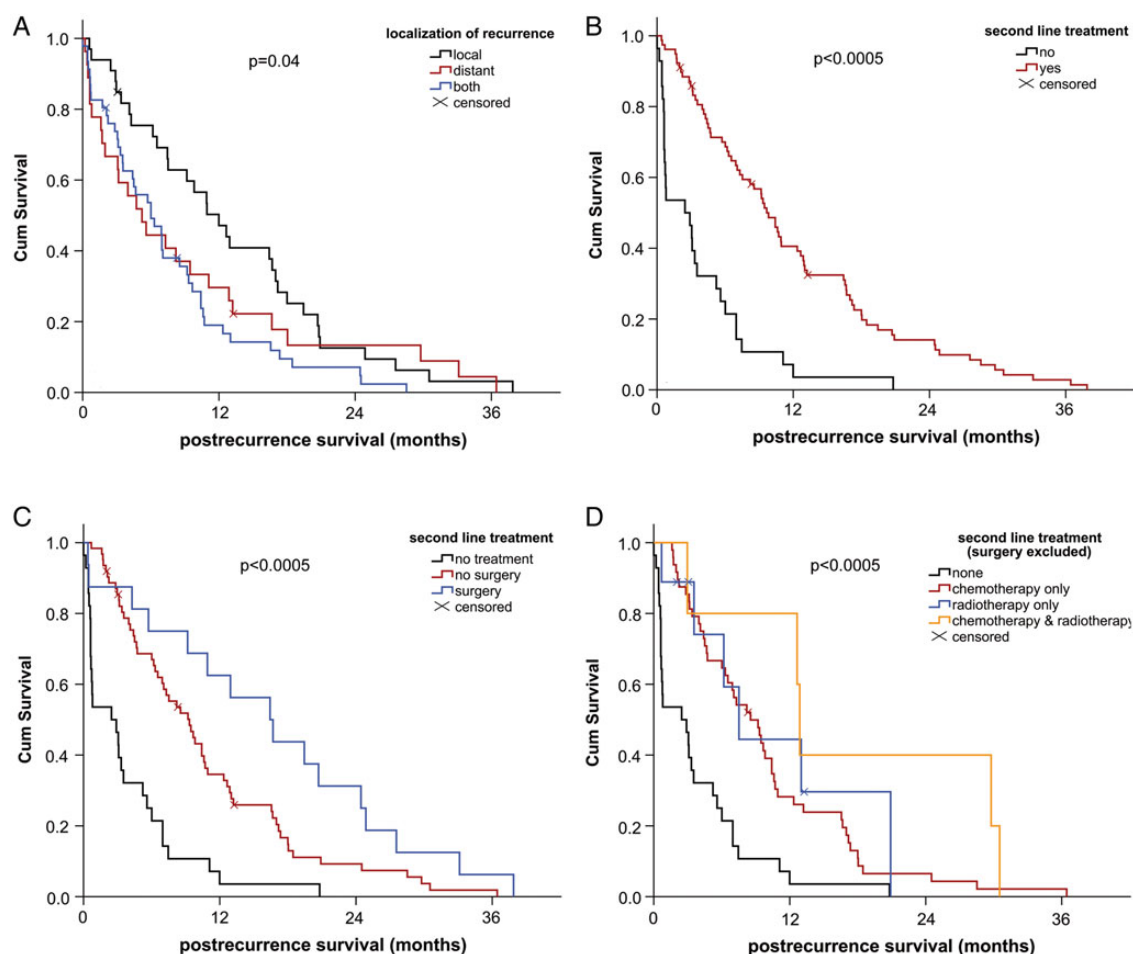 A
localization of recurrence
local
distant
both
censored
p=0.04
Cum Survival
1.0
0.8
0.6
0.4
0.2
0.0
0 12 24 36
postrecurrence survival (months)
B
second line treatment
no
yes
censored
p<0.0005
Cum Survival
1.0
0.8
0.6
0.4
0.2
0.0
0 12 24 36
postrecurrence survival (months)
C
second line treatment
no treatment
no surgery
surgery
censored
p<0.0005
Cum Survival
1.0
0.8
0.6
0.4
0.2
0.0
0 12 24 36
postrecurrence survival (months)
D
second line treatment
(surgery excluded)
none
chemotherapy only
radiotherapy only
chemotherapy & radiotherapy
censored
p<0.0005
Cum Survival
1.0
0.8
0.6
0.4
0.2
0.0
0 12 24 36
postrecurrence survival (months)